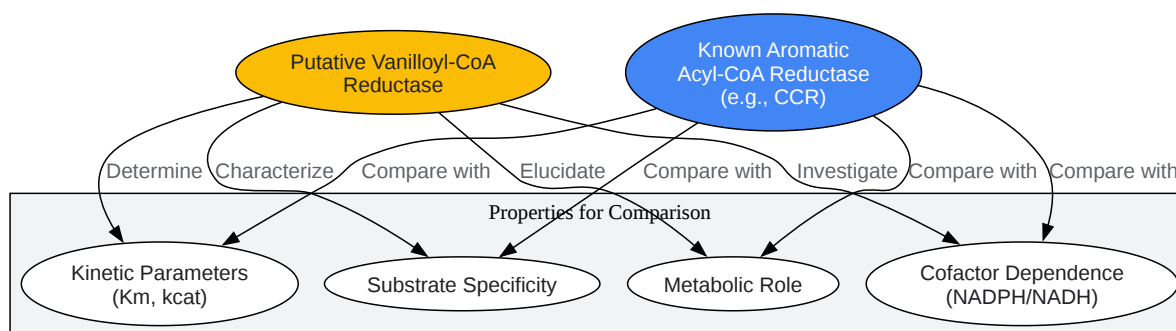 Putative Vanilloyl-CoA
Reductase
Known Aromatic
Acyl-CoA Reductase
(e.g., CCR)
Determine
Characterize
Compare with
Elucidate
Compare with
Investigate
Compare with
Compare with
Properties for Comparison
Kinetic Parameters
(Km, kcat)
Substrate Specificity
Metabolic Role
Cofactor Dependence
(NADPH/NADH)